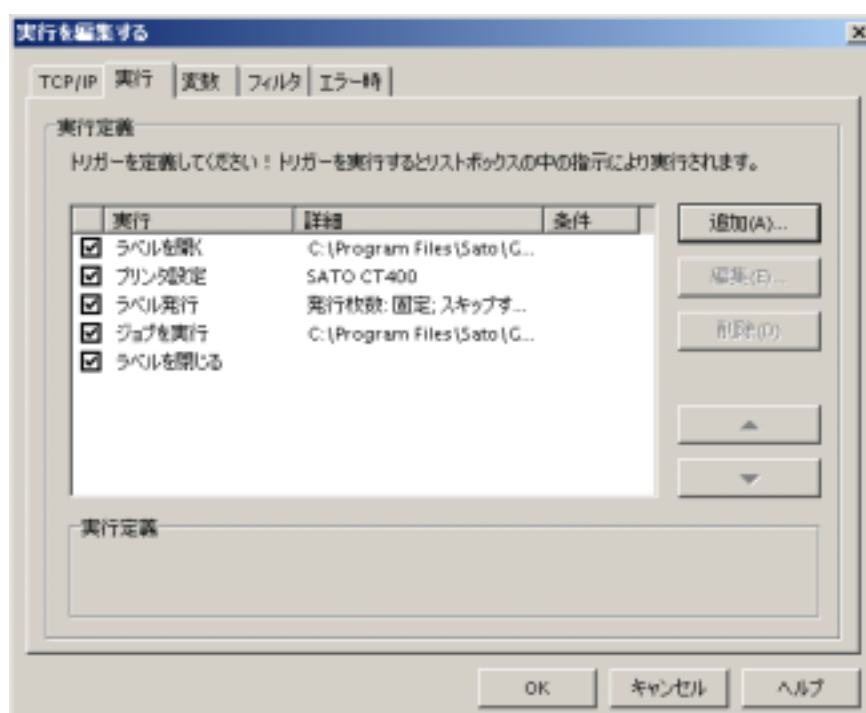 実行を編集する
TCP/IP 実行 変数 フィルタ エラー時
実行定義
トリガーを定義してください！トリガーを実行するとリストボックスの中の指示により実行されます。
実行 詳細 条件
ラベルを開く C:\Program Files\Sato\G...
プリンタ設定 SATO CT400
ラベル発行 発行枚数: 固定; スキップす...
ジョブを実行 C:\Program Files\Sato\G...
ラベルを閉じる
追加(A)...
編集(E)...
削除(D)
実行定義
OK キャンセル ヘルプ